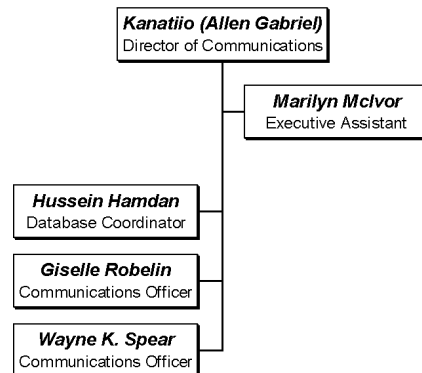 Kanatiio (Allen Gabriel)
Director of Communications
Marilyn McIvor
Executive Assistant
Hussein Hamdan
Database Coordinator
Giselle Robelin
Communications Officer
Wayne K. Spear
Communications Officer